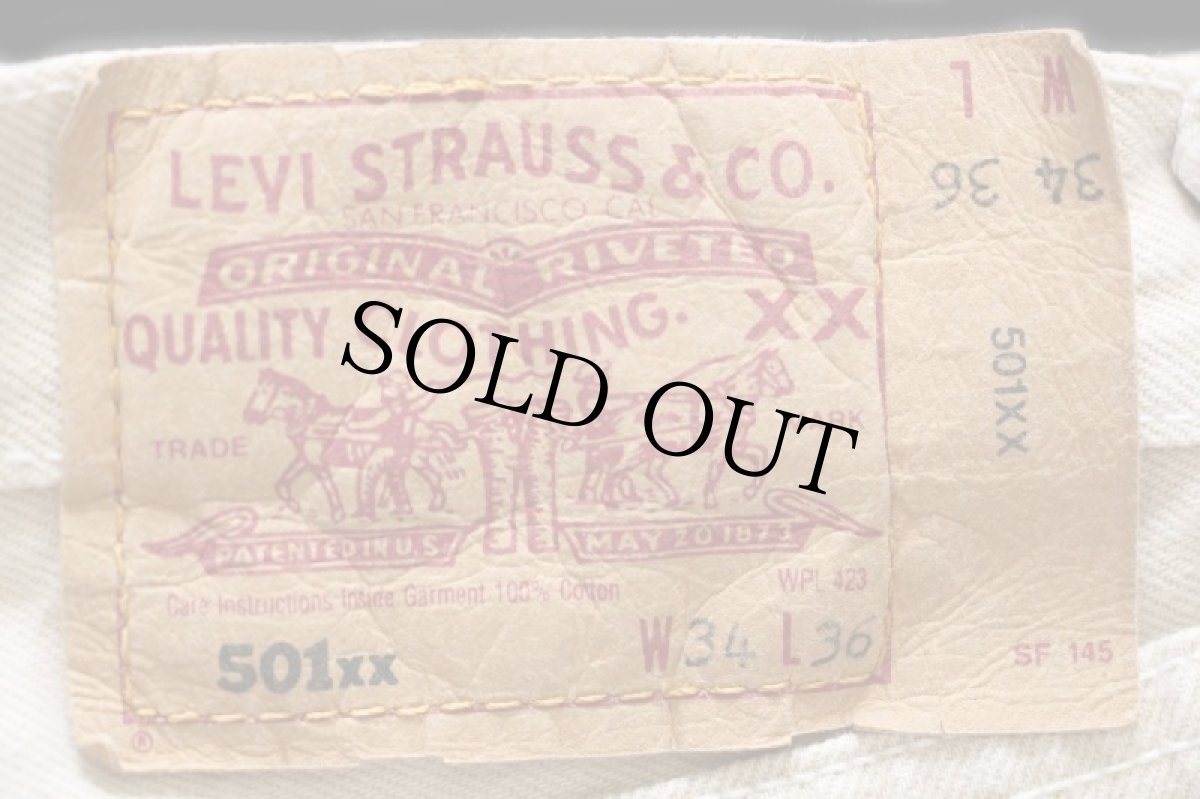 LEVI STRAUSS & CO.
SAN FRANCISCO CAL
ORIGINAL RIVETED
QUALITY CLOTHING. XX
SOLD OUT
TRADE MARK
PATENTED IN U.S. MAY 20 1873
Care Instructions Inside Garment 100% Cotton
WPL 423
501xx
W 34 L 36
®
W L
34 36
501XX
SF 145